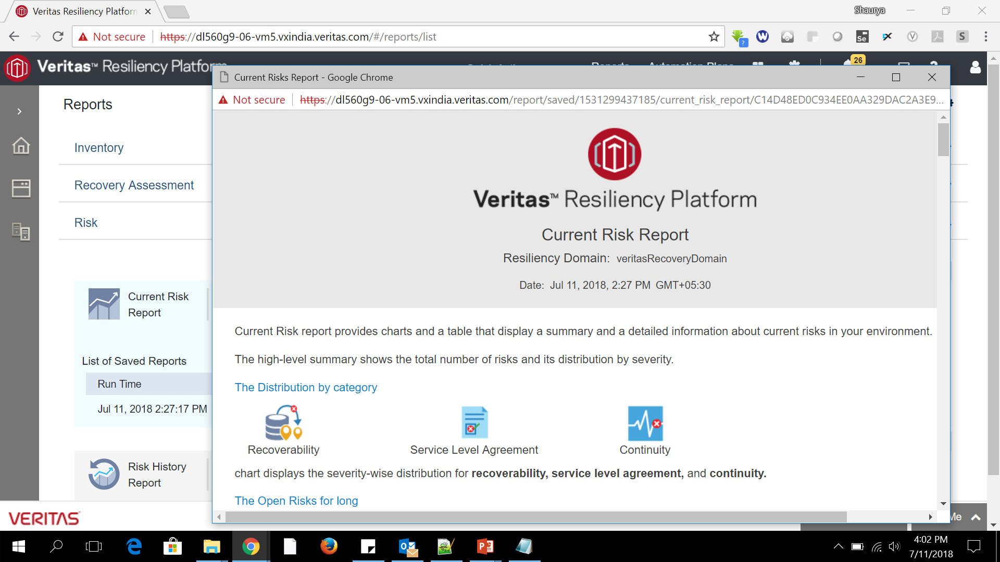 Veritas Resiliency Platform
Shaurya
Not secure https://dl560g9-06-vm5.vxindia.veritas.com/#/reports/list
Veritas™ Resiliency Platform
Reports Automation Plans
26
Current Risks Report - Google Chrome
Not secure https://dl560g9-06-vm5.vxindia.veritas.com/report/saved/1531299437185/current_risk_report/C14D48ED0C934EE0AA329DAC2A3E9...
Reports
Inventory
Recovery Assessment
Risk
Current Risk
Report
List of Saved Reports
Run Time
Jul 11, 2018 2:27:17 PM
Risk History
Report
VERITAS
Veritas™ Resiliency Platform
Current Risk Report
Resiliency Domain: veritasRecoveryDomain
Date: Jul 11, 2018, 2:27 PM GMT+05:30
Current Risk report provides charts and a table that display a summary and a detailed information about current risks in your environment.
The high-level summary shows the total number of risks and its distribution by severity.
The Distribution by category
Recoverability Service Level Agreement Continuity
chart displays the severity-wise distribution for recoverability, service level agreement, and continuity.
The Open Risks for long
Me
4:02 PM
7/11/2018